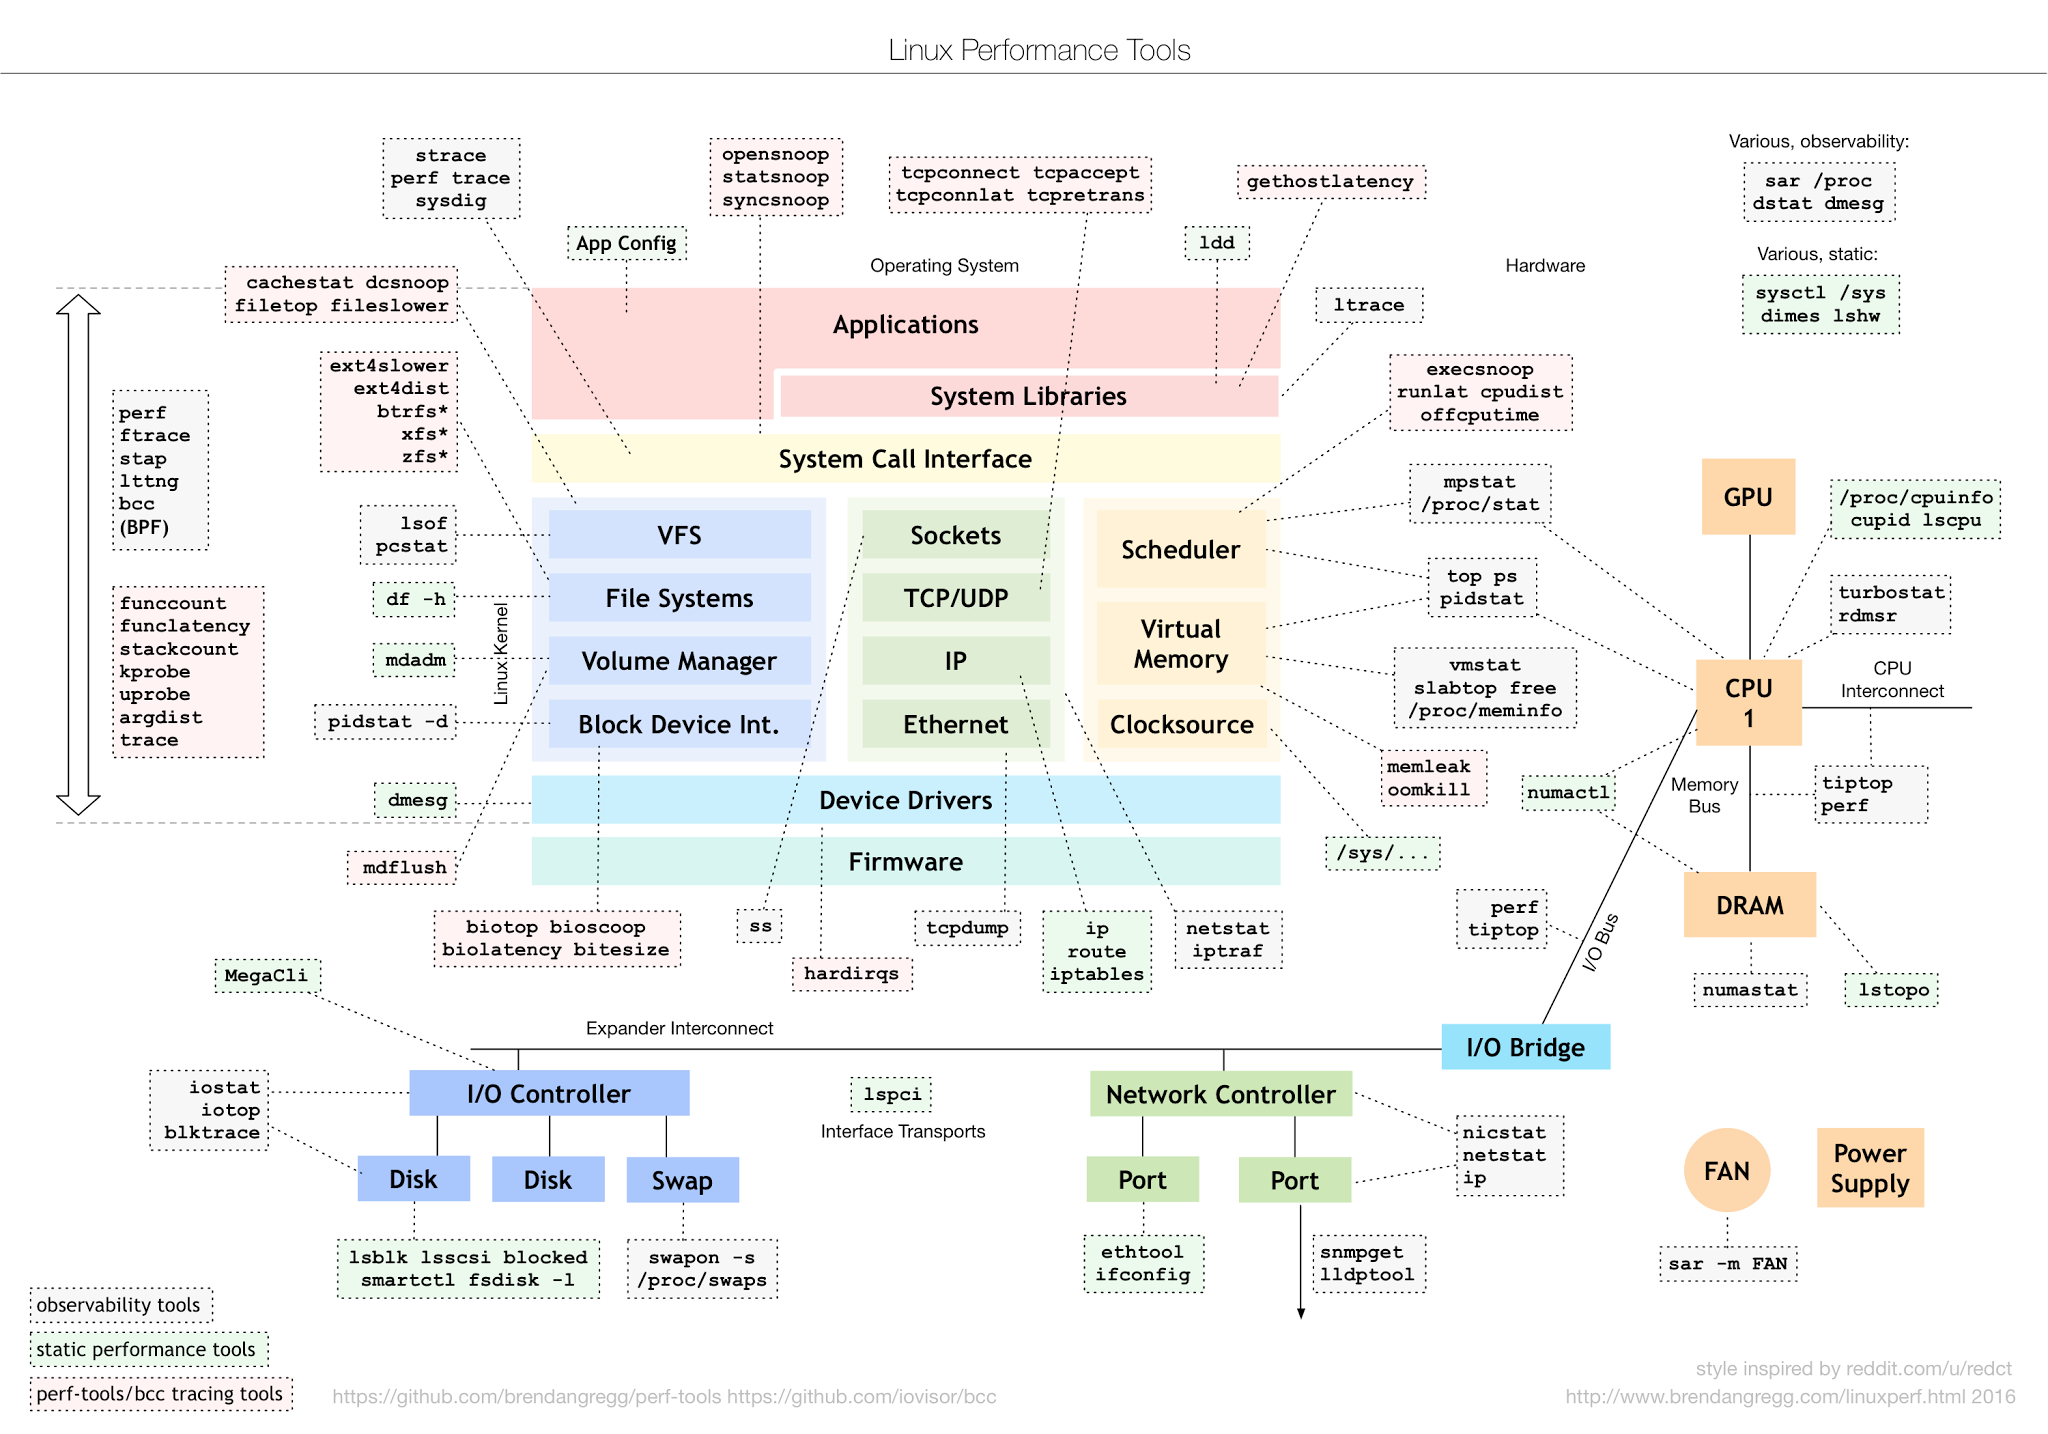 Linux Performance Tools
strace
perf trace
sysdig
opensnoop
statsnoop
syncsnoop
tcpconnect tcpaccept
tcpconnlat tcpretrans
gethostlatency
Various, observability:
sar /proc
dstat dmesg
App Config
ldd
Operating System
Hardware
Various, static:
sysctl /sys
dimes lshw
cachestat dcsnoop
filetop fileslower
Applications
ltrace
System Libraries
ext4slower
ext4dist
btrfs*
xfs*
zfs*
execsnoop
runlat cpudist
offcputime
perf
ftrace
stap
lttng
bcc
(BPF)
System Call Interface
mpstat
/proc/stat
GPU
/proc/cpuinfo
cupid lscpu
lsof
pcstat
VFS
Sockets
Scheduler
df -h
File Systems
TCP/UDP
top ps
pidstat
turbostat
rdmsr
funccount
funclatency
stackcount
kprobe
uprobe
argdist
trace
Linux Kernel
mdadm
Volume Manager
IP
Virtual
Memory
vmstat
slabtop free
/proc/meminfo
CPU
1
CPU
Interconnect
pidstat -d
Block Device Int.
Ethernet
Clocksource
memleak
oomkill
numactl
Memory
Bus
tiptop
perf
dmesg
Device Drivers
mdflush
Firmware
/sys/...
perf
tiptop
I/O Bus
DRAM
biotop bioscoop
biolatency bitesize
ss
hardirqs
tcpdump
ip
route
iptables
netstat
iptraf
numastat
lstopo
MegaCli
Expander Interconnect
I/O Bridge
iostat
iotop
blktrace
I/O Controller
lspci
Interface Transports
Network Controller
nicstat
netstat
ip
Disk
Disk
Swap
Port
Port
FAN
Power
Supply
lsblk lsscsi blocked
smartctl fsdisk -l
swapon -s
/proc/swaps
ethtool
ifconfig
snmpget
lldptool
sar -m FAN
observability tools
static performance tools
perf-tools/bcc tracing tools
https://github.com/brendangregg/perf-tools https://github.com/iovisor/bcc
style inspired by reddit.com/u/redct
http://www.brendangregg.com/linuxperf.html 2016